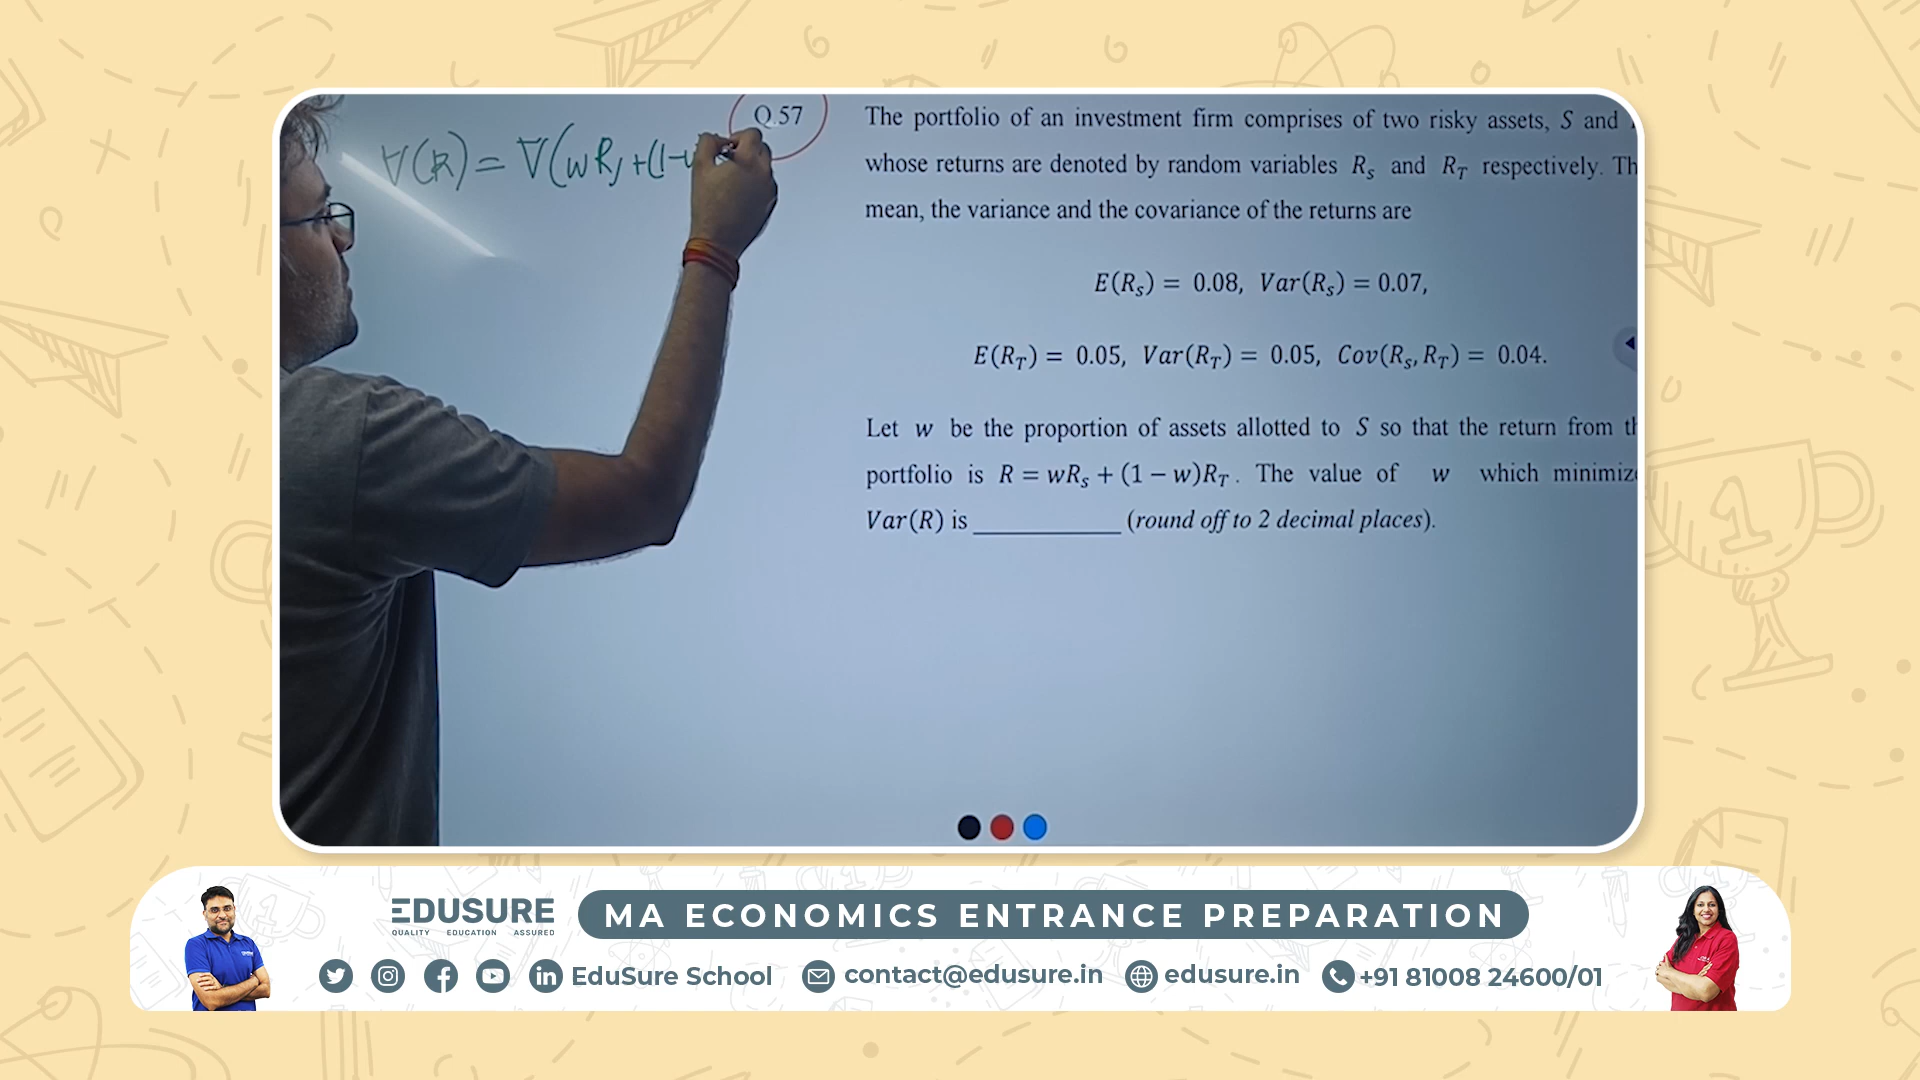 V(R) = V(wRs + (1-
Q.57
The portfolio of an investment firm comprises of two risky assets, S and
whose returns are denoted by random variables Rs and RT respectively. Th
mean, the variance and the covariance of the returns are
E(Rs) = 0.08, Var(Rs) = 0.07,
E(RT) = 0.05, Var(RT) = 0.05, Cov(Rs, RT) = 0.04.
Let w be the proportion of assets allotted to S so that the return from th
portfolio is R = wRs + (1 − w)RT. The value of w which minimize
Var(R) is __________ (round off to 2 decimal places).
EDUSURE
QUALITY EDUCATION ASSURED
MA ECONOMICS ENTRANCE PREPARATION
EduSure School contact@edusure.in edusure.in +91 81008 24600/01